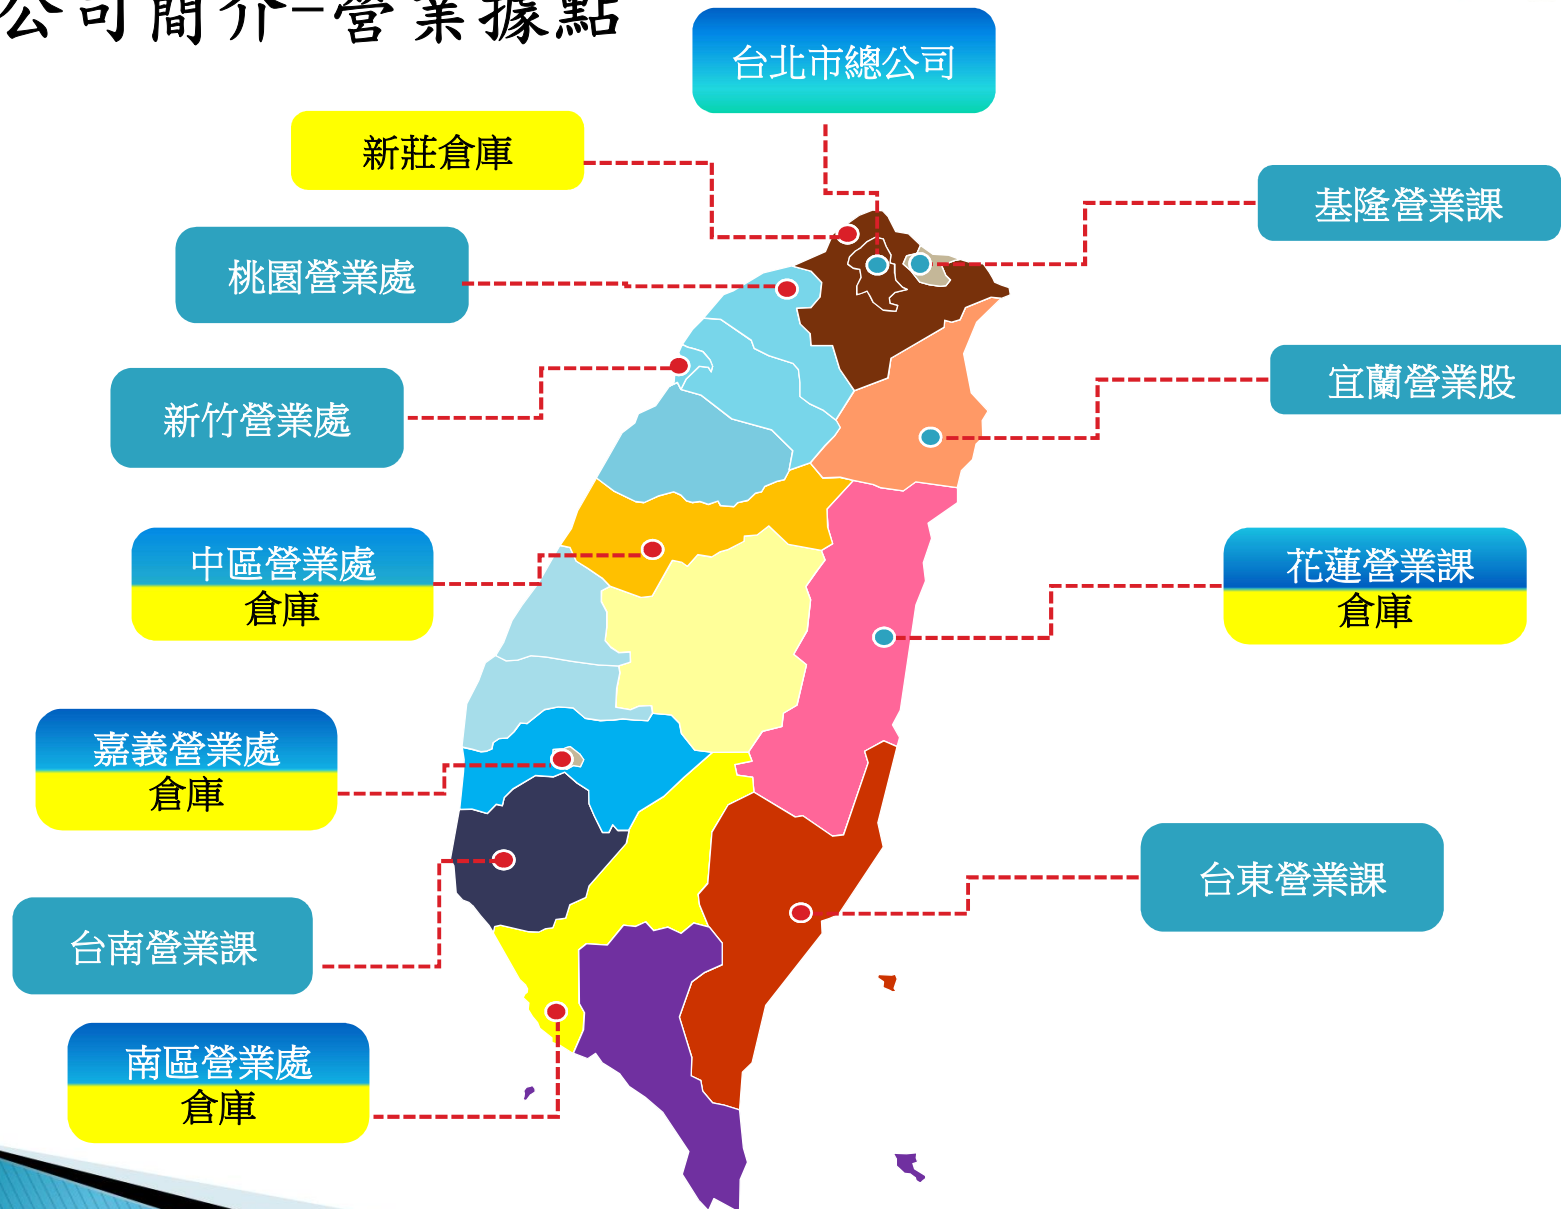 公司簡介-營業據點
台北市總公司
新莊倉庫
基隆營業課
桃園營業處
宜蘭營業股
新竹營業處
中區營業處
倉庫
花蓮營業課
倉庫
嘉義營業處
倉庫
台東營業課
台南營業課
南區營業處
倉庫